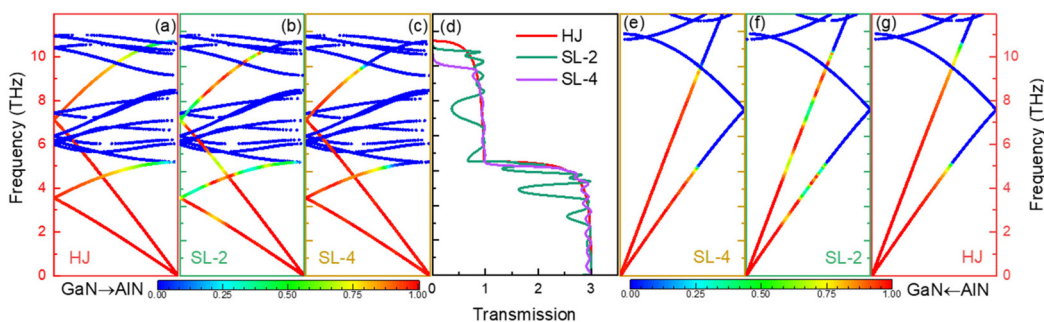 (a) (b) (c) (d) (e) (f) (g)
HJ
SL-2
SL-4
Frequency (THz)
10
8
6
4
2
0
HJ
SL-2
SL-4
SL-4
SL-2
HJ
10
8
6
4
2
0
Frequency (THz)
GaN→AlN
0.00 0.25 0.50 0.75 1.00
0 1 2 3
Transmission
0.00 0.25 0.50 0.75 1.00
GaN←AlN